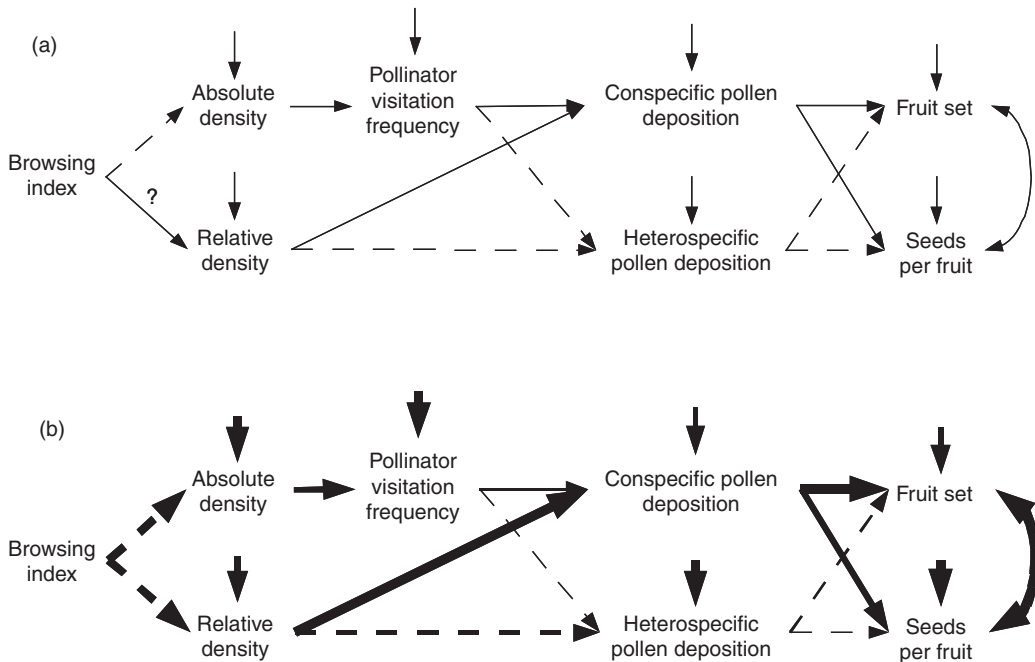 (a)
Absolute
density
Pollinator
visitation
frequency
Conspecific pollen
deposition
Fruit set
Browsing
index
?
Relative
density
Heterospecific
pollen deposition
Seeds
per fruit
(b)
Absolute
density
Pollinator
visitation
frequency
Conspecific pollen
deposition
Fruit set
Browsing
index
Relative
density
Heterospecific
pollen deposition
Seeds
per fruit